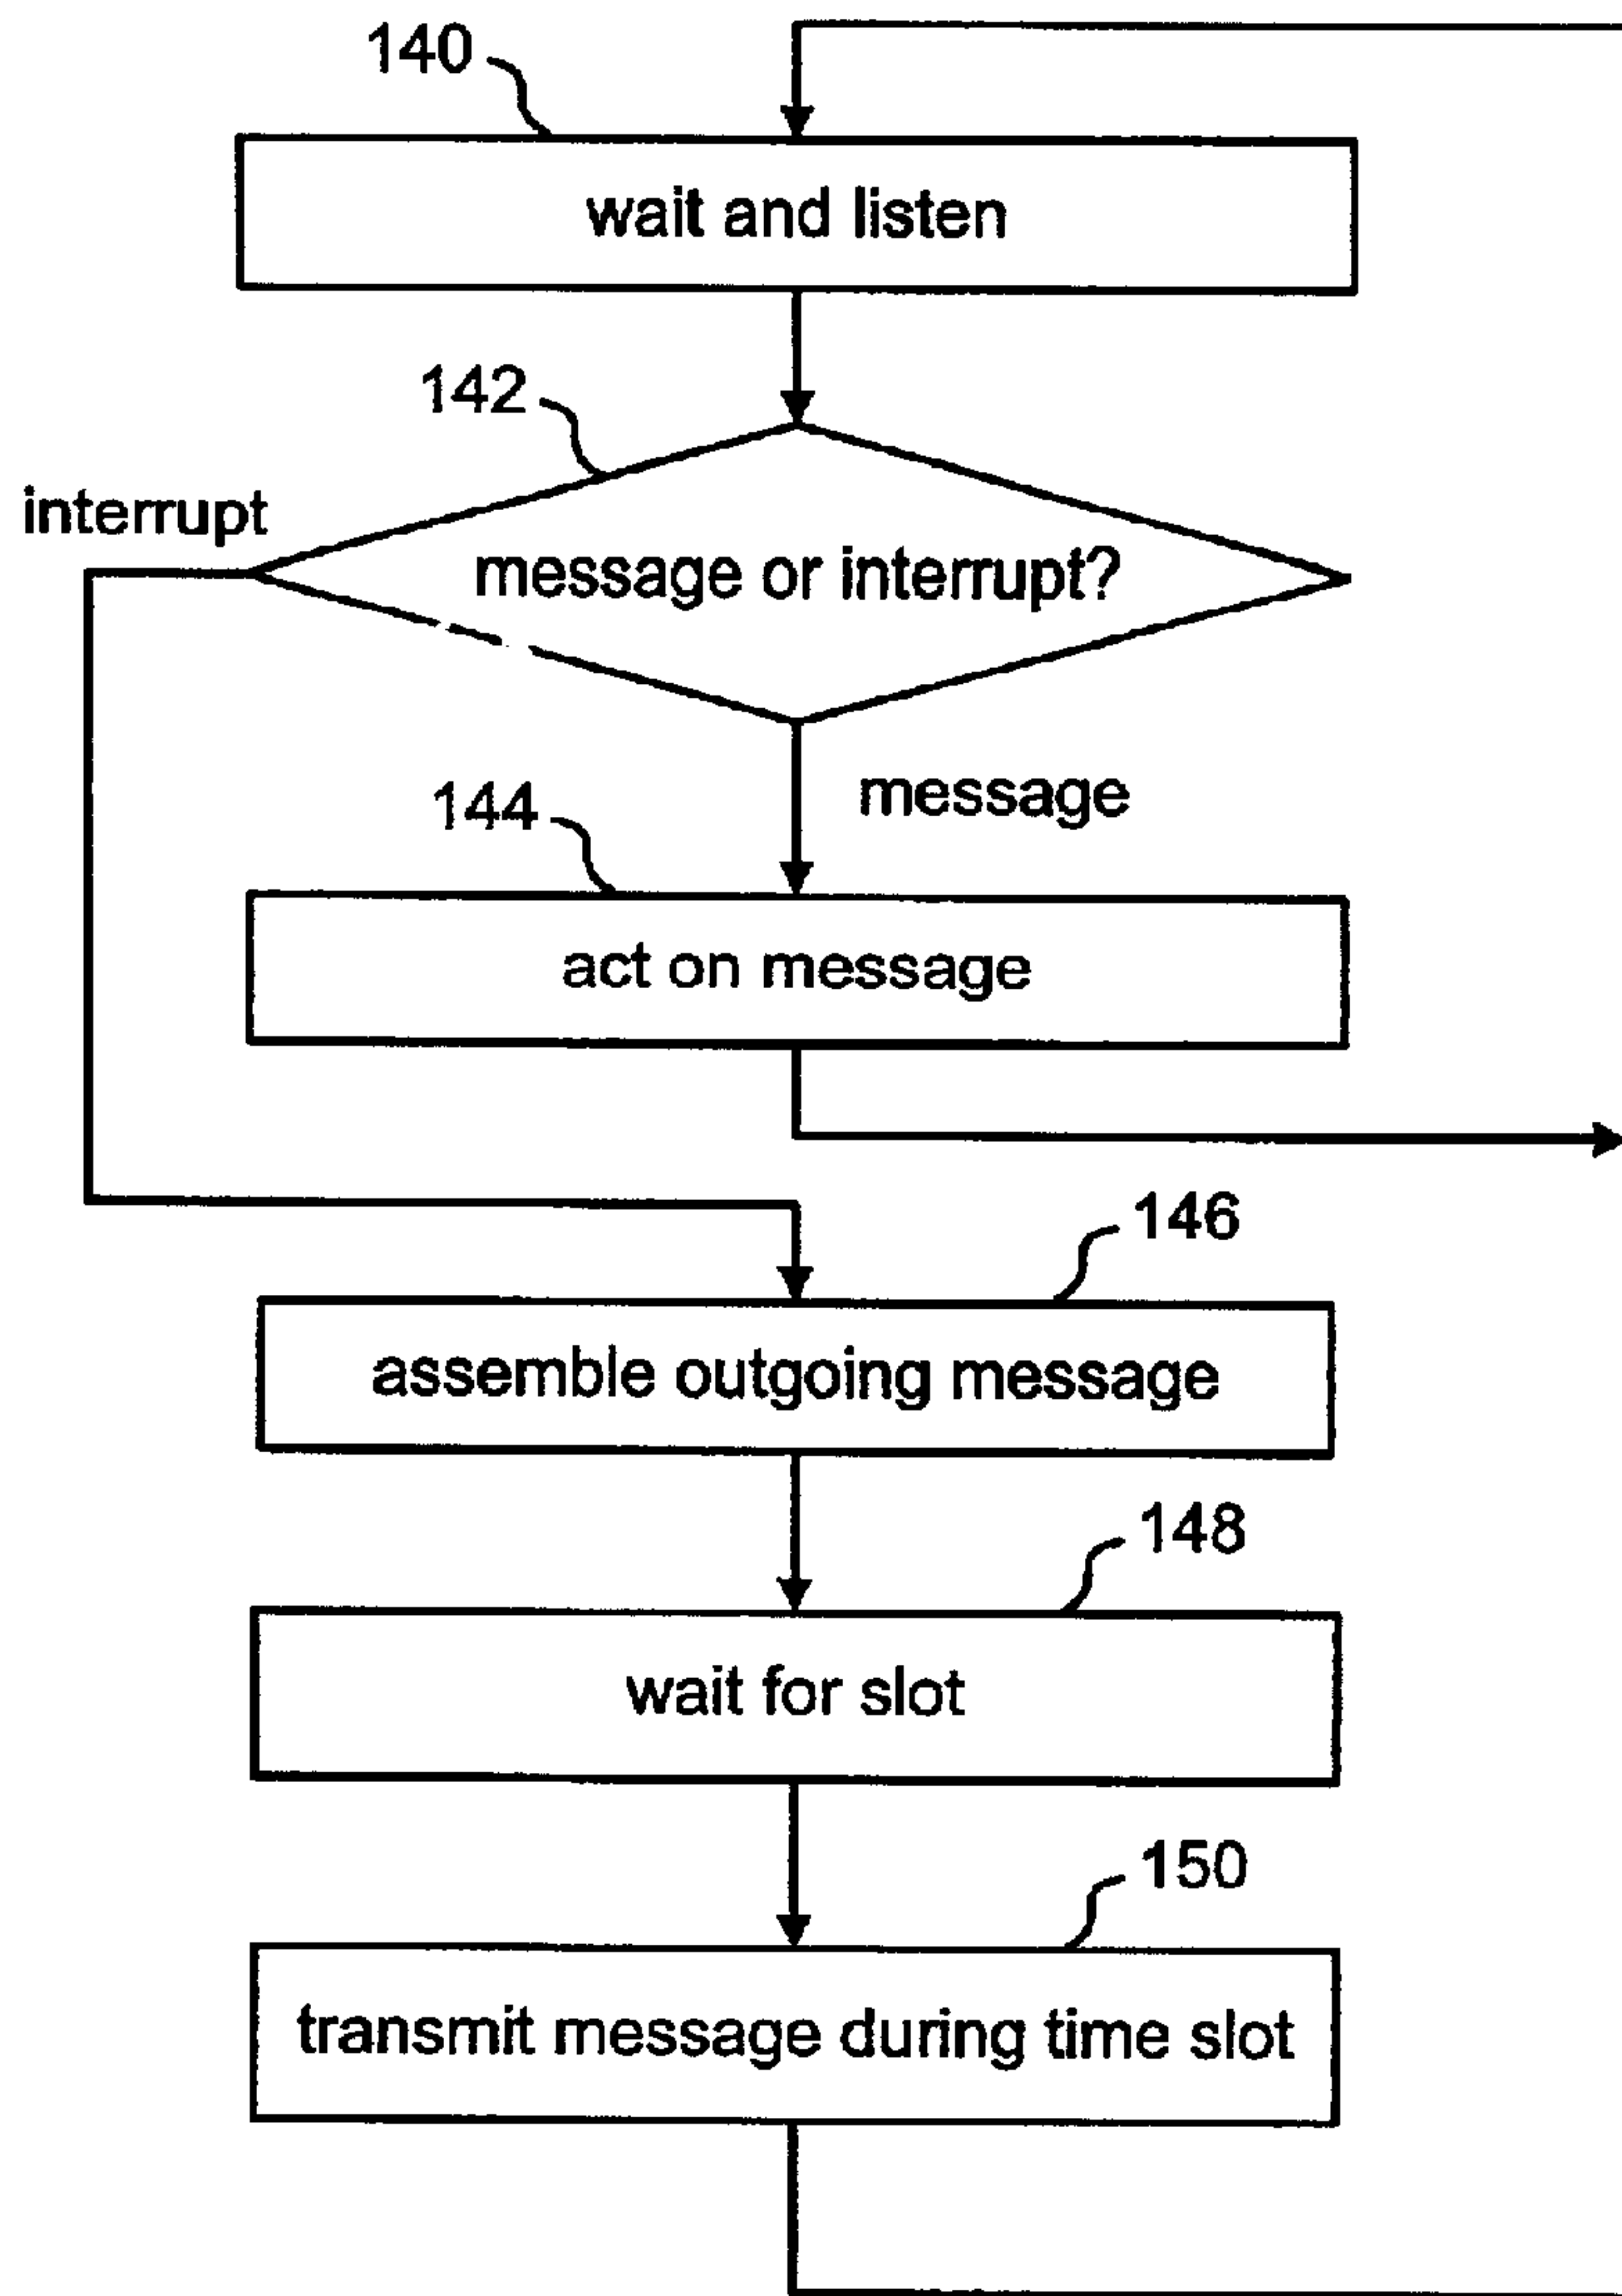 140
wait and listen
142
interrupt
message or interrupt?
message
144
act on message
146
assemble outgoing message
148
wait for slot
150
transmit message during time slot